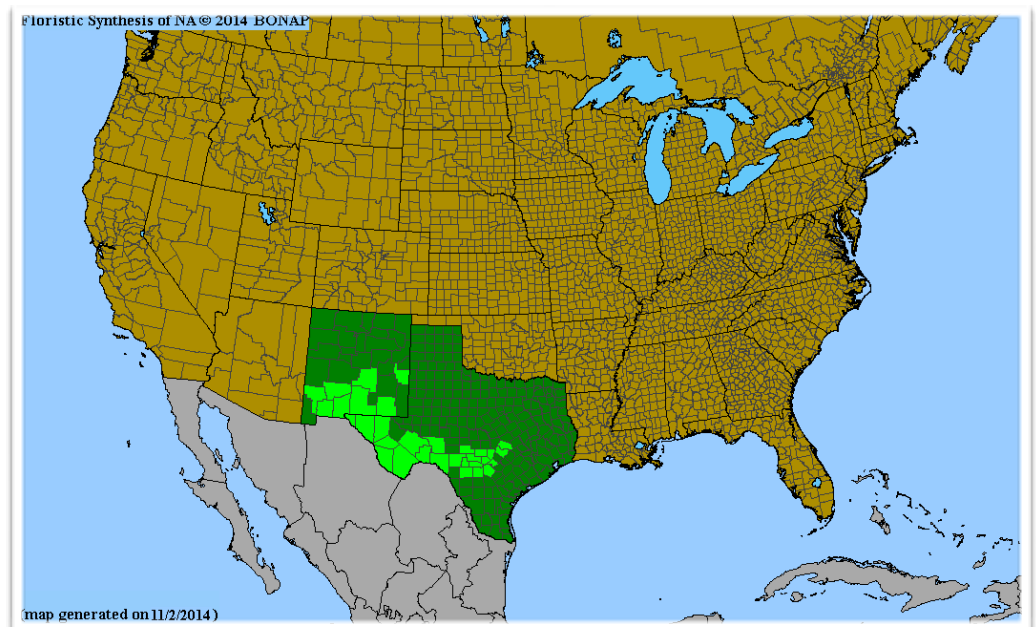 Floristic Synthesis of NA © 2014 BONAP
(map generated on 11/2/2014 )